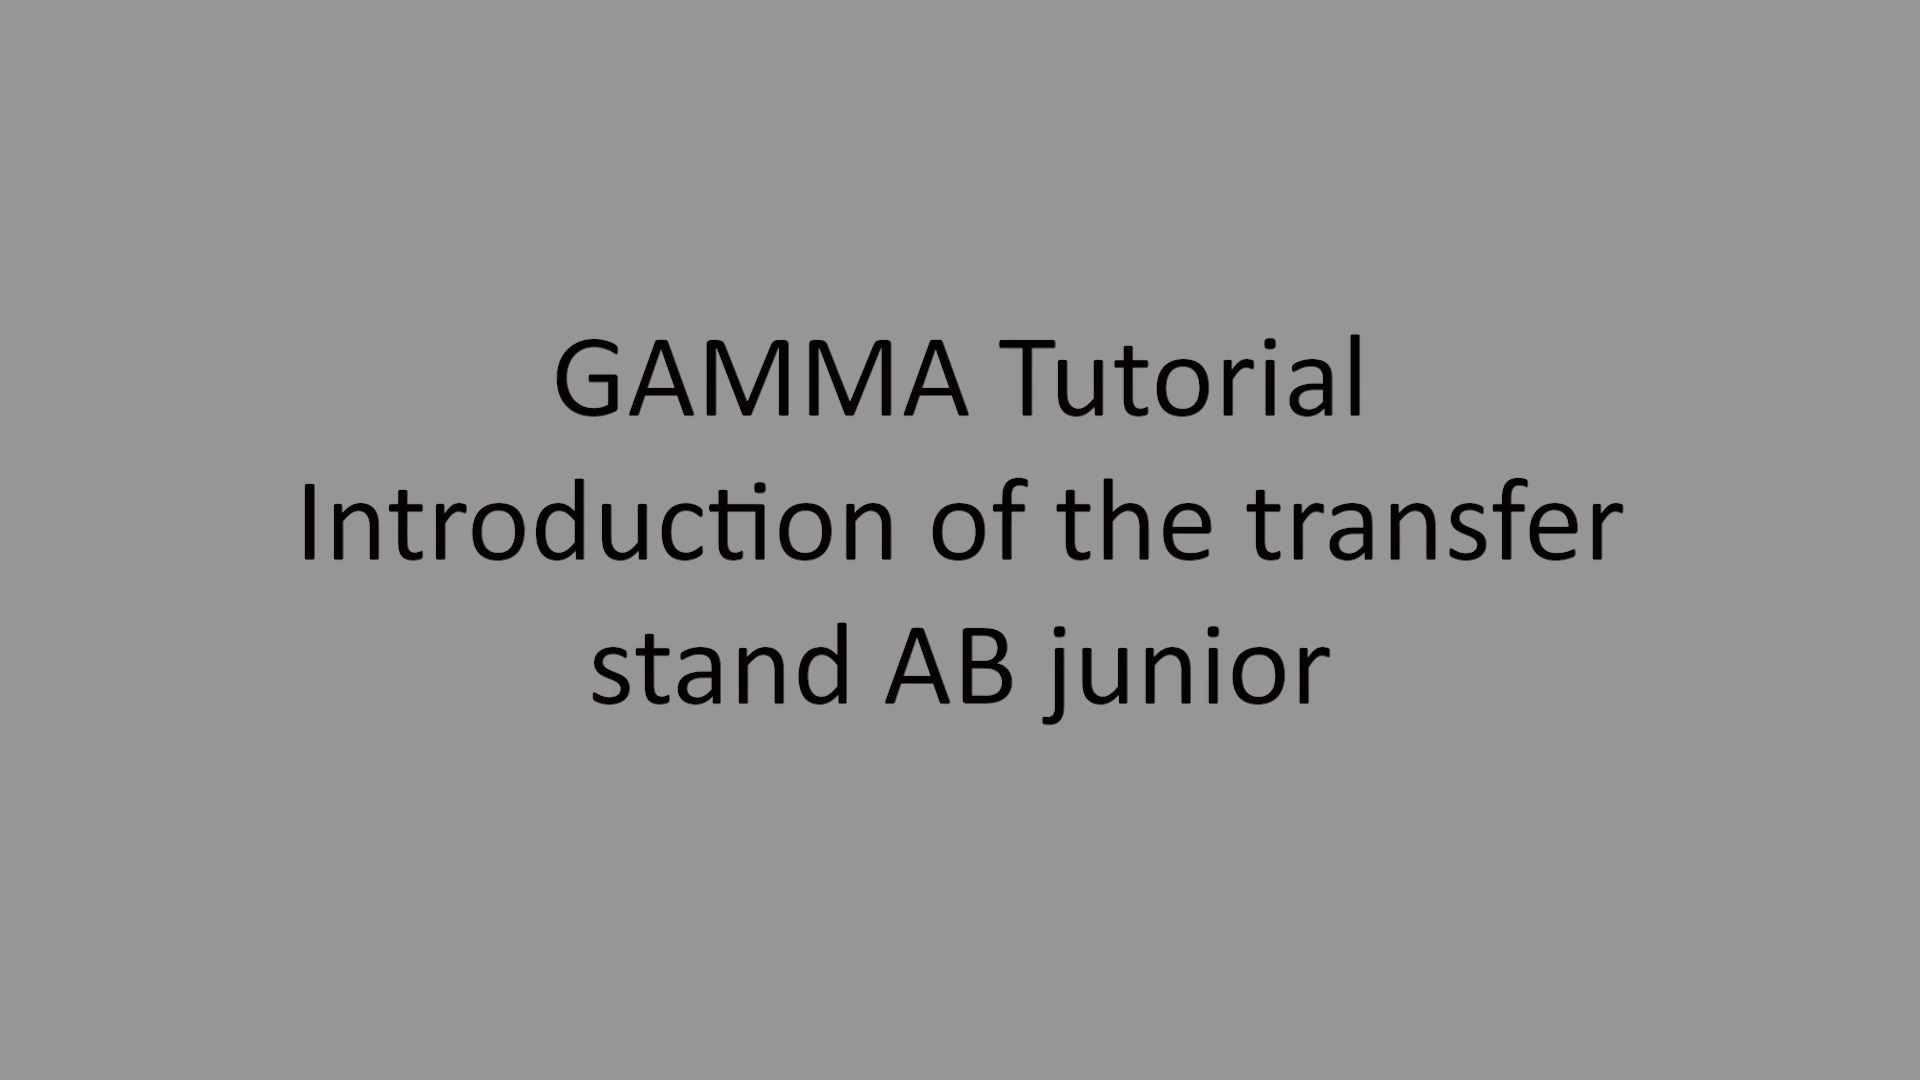 GAMMA Tutorial
Introduction of the transfer
stand AB junior